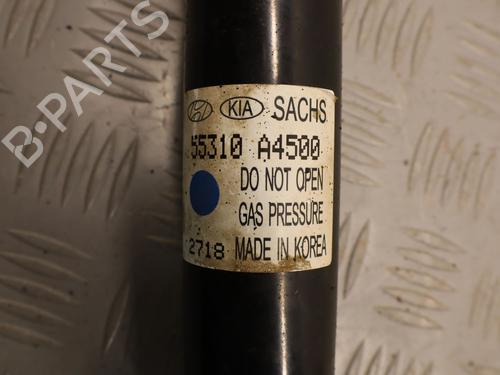 B-PARTS
KIA SACHS
55310 A4500
DO NOT OPEN
GAS PRESSURE
2718 MADE IN KOREA